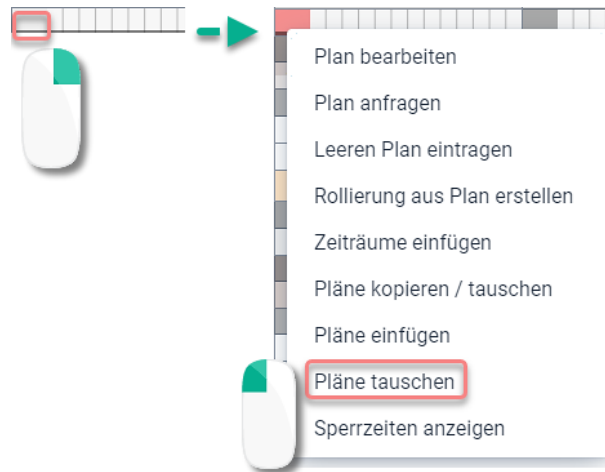 Plan bearbeiten
Plan anfragen
Leeren Plan eintragen
Rollierung aus Plan erstellen
Zeiträume einfügen
Pläne kopieren / tauschen
Pläne einfügen
Pläne tauschen
Sperrzeiten anzeigen